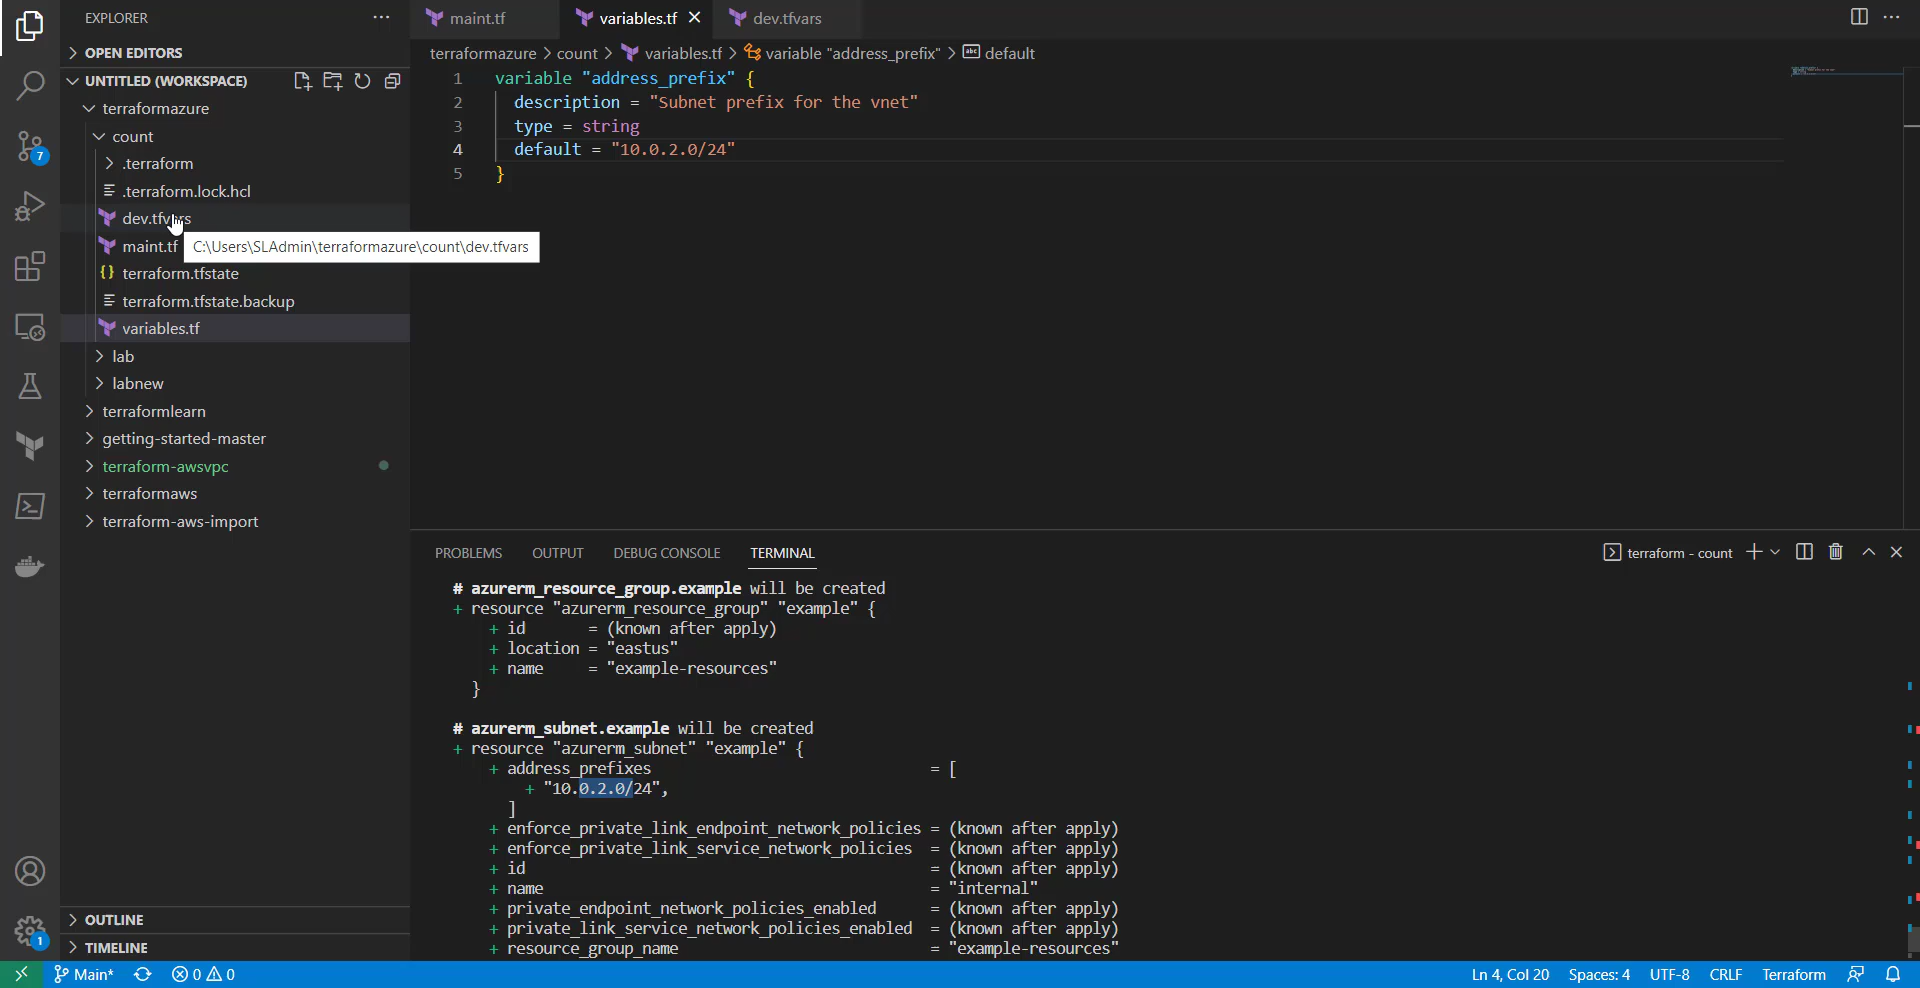 EXPLORER
OPEN EDITORS
UNTITLED (WORKSPACE)
terraformazure
count
.terraform
.terraform.lock.hcl
dev.tfvars
maint.tf
C:\Users\SLAdmin\terraformazure\count\dev.tfvars
terraform.tfstate
terraform.tfstate.backup
variables.tf
lab
labnew
terraformlearn
getting-started-master
terraform-awsvpc
terraformaws
terraform-aws-import
OUTLINE
TIMELINE
7
1
maint.tf
variables.tf
dev.tfvars
terraformazure > count > variables.tf > variable "address_prefix" > default
1 variable "address_prefix" {
2 description = "Subnet prefix for the vnet"
3 type = string
4 default = "10.0.2.0/24"
5 }
PROBLEMS OUTPUT DEBUG CONSOLE TERMINAL
terraform - count
# azurerm_resource_group.example will be created
+ resource "azurerm_resource_group" "example" {
+ id = (known after apply)
+ location = "eastus"
+ name = "example-resources"
}
# azurerm_subnet.example will be created
+ resource "azurerm_subnet" "example" {
+ address_prefixes = [
+ "10.0.2.0/24",
]
+ enforce_private_link_endpoint_network_policies = (known after apply)
+ enforce_private_link_service_network_policies = (known after apply)
+ id = (known after apply)
+ name = "internal"
+ private_endpoint_network_policies_enabled = (known after apply)
+ private_link_service_network_policies_enabled = (known after apply)
+ resource_group_name = "example-resources"
Main* 0 0
Ln 4, Col 20 Spaces: 4 UTF-8 CRLF Terraform